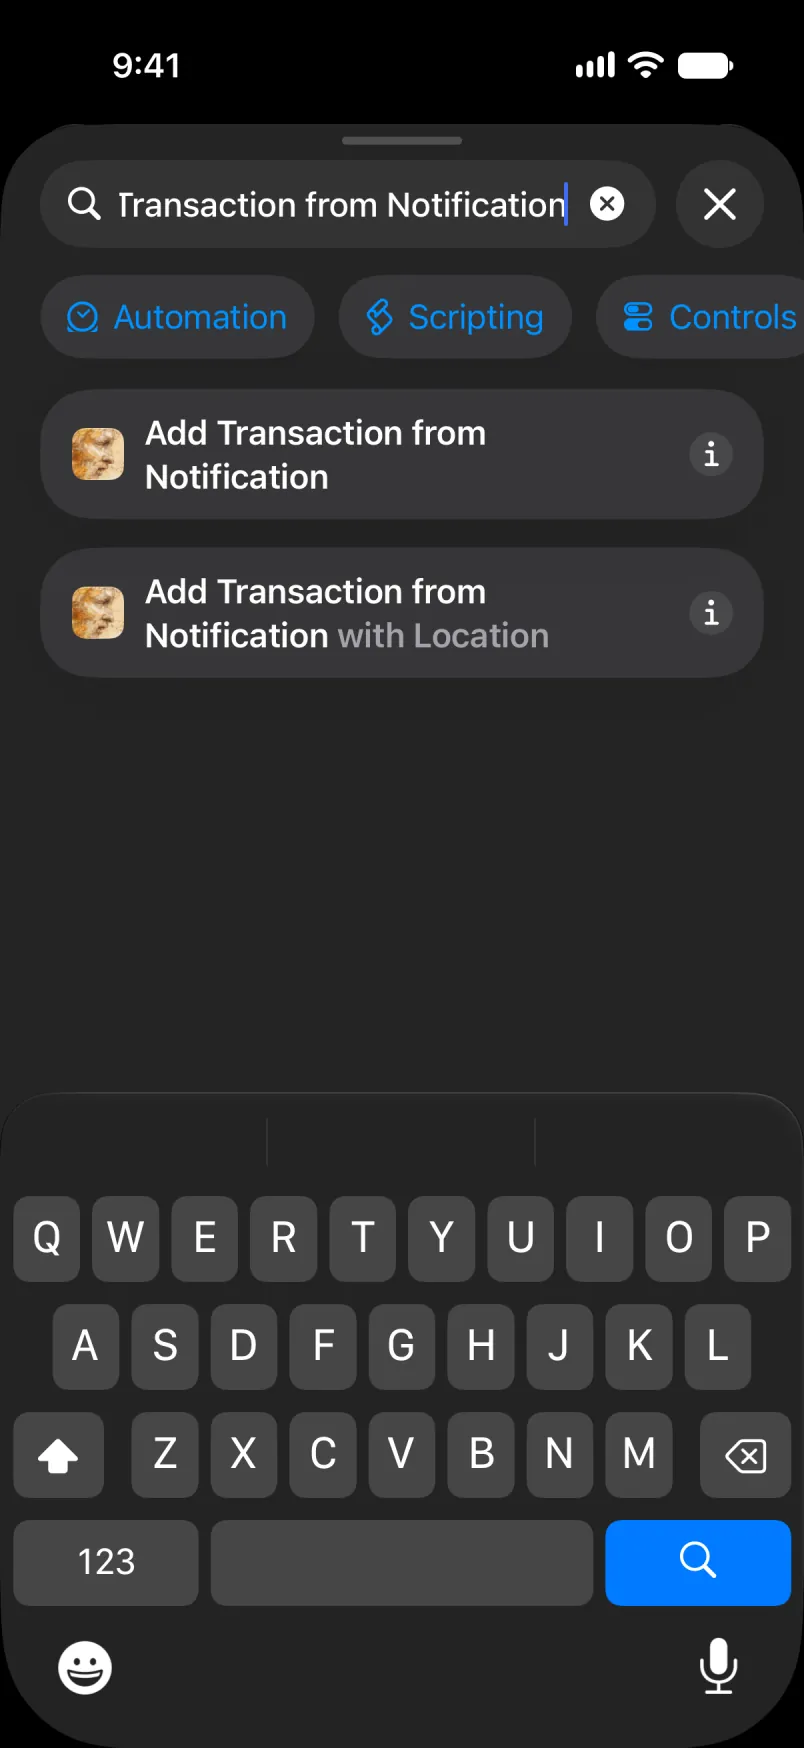 9:41
Transaction from Notification
Automation
Scripting
Controls
Add Transaction from
Notification
Add Transaction from
Notification with Location
Q W E R T Y U I O P
A S D F G H J K L
Z X C V B N M
123